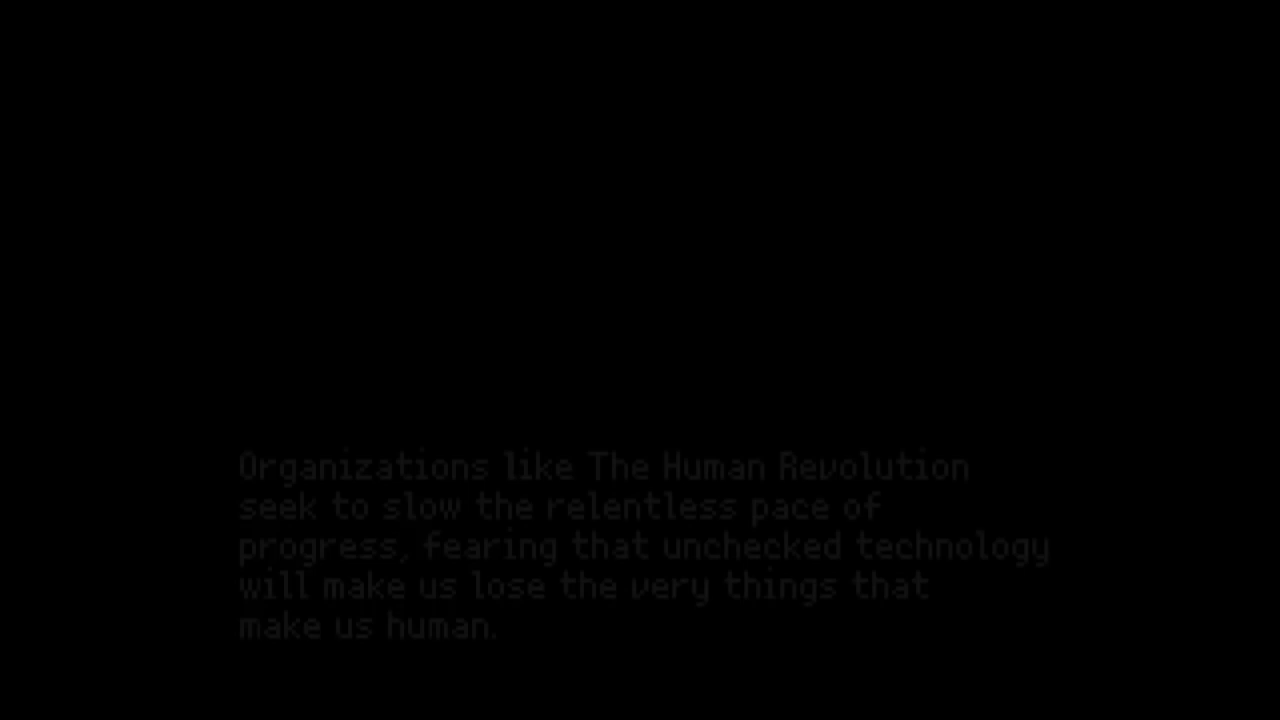 Organizations like The Human Revolution
seek to slow the relentless pace of
progress, fearing that unchecked technology
will make us lose the very things that
make us human.